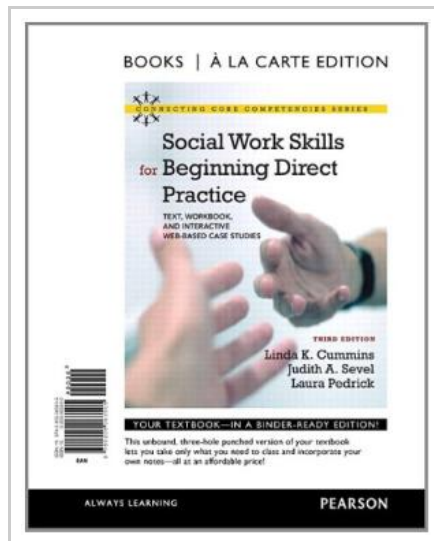 BOOKS | À LA CARTE EDITION
CONNECTING CORE COMPETENCIES SERIES
Social Work Skills
for Beginning Direct
Practice
TEXT, WORKBOOK,
AND INTERACTIVE
WEB-BASED CASE STUDIES
THIRD EDITION
Linda K. Cummins
Judith A. Sevel
Laura Pedrick
YOUR TEXTBOOK—IN A BINDER-READY EDITION!
This unbound, three-hole punched version of your textbook
lets you take only what you need to class and incorporate your
own notes—all at an affordable price!
ALWAYS LEARNING
PEARSON